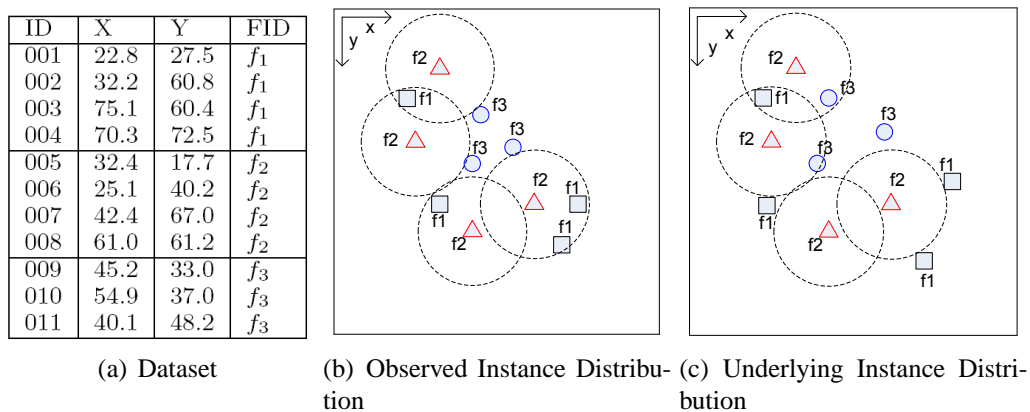 ID X Y FID
001 22.8 27.5 f₁
002 32.2 60.8 f₁
003 75.1 60.4 f₁
004 70.3 72.5 f₁
005 32.4 17.7 f₂
006 25.1 40.2 f₂
007 42.4 67.0 f₂
008 61.0 61.2 f₂
009 45.2 33.0 f₃
010 54.9 37.0 f₃
011 40.1 48.2 f₃
(a) Dataset
x
y
f2
f1
f3
f2
f3
f3
f2
f1
f1
f1
f2
(b) Observed Instance Distribu-
tion
x
y
f2
f1
f3
f3
f2
f3
f1
f2
f1
f2
f1
(c) Underlying Instance Distri-
bution